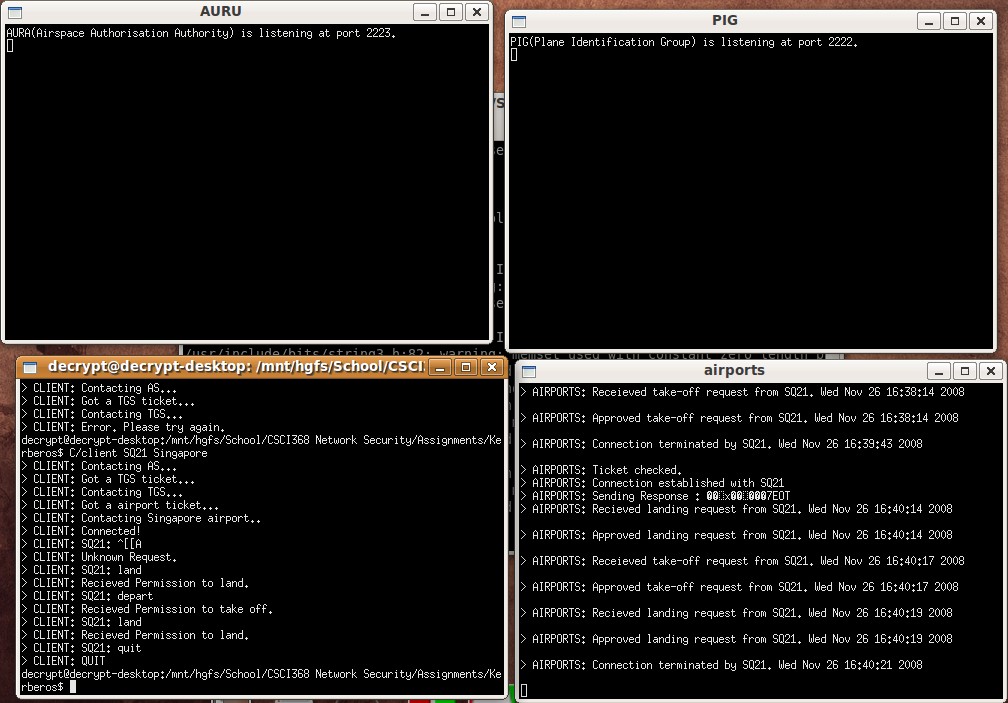 AURU
AURA(Airspace Authorisation Authority) is listening at port 2223.
PIG
PIG(Plane Identification Group) is listening at port 2222.
/usr/include/bits/string3.h:82: warning: memset used with constant zero length
decrypt@decrypt-desktop: /mnt/hgfs/School/CSCI
> CLIENT: Contacting AS...
> CLIENT: Got a TGS ticket...
> CLIENT: Contacting TGS...
> CLIENT: Error. Please try again.
decrypt@decrypt-desktop:/mnt/hgfs/School/CSCI368 Network Security/Assignments/Ke
rberos$ C/client SQ21 Singapore
> CLIENT: Contacting AS...
> CLIENT: Got a TGS ticket...
> CLIENT: Contacting TGS...
> CLIENT: Got a airport ticket...
> CLIENT: Contacting Singapore airport..
> CLIENT: Connected!
> CLIENT: SQ21: ^[[A
> CLIENT: Unknown Request.
> CLIENT: SQ21: land
> CLIENT: Recieved Permission to land.
> CLIENT: SQ21: depart
> CLIENT: Recieved Permission to take off.
> CLIENT: SQ21: land
> CLIENT: Recieved Permission to land.
> CLIENT: SQ21: quit
> CLIENT: QUIT
decrypt@decrypt-desktop:/mnt/hgfs/School/CSCI368 Network Security/Assignments/Ke
rberos$
airports
> AIRPORTS: Receieved take-off request from SQ21. Wed Nov 26 16:38:14 2008
> AIRPORTS: Approved take-off request from SQ21. Wed Nov 26 16:38:14 2008
> AIRPORTS: Connection terminated by SQ21. Wed Nov 26 16:39:43 2008
> AIRPORTS: Ticket checked.
> AIRPORTS: Connection established with SQ21
> AIRPORTS: Sending Response :
> AIRPORTS: Recieved landing request from SQ21. Wed Nov 26 16:40:14 2008
> AIRPORTS: Approved landing request from SQ21. Wed Nov 26 16:40:14 2008
> AIRPORTS: Receieved take-off request from SQ21. Wed Nov 26 16:40:17 2008
> AIRPORTS: Approved take-off request from SQ21. Wed Nov 26 16:40:17 2008
> AIRPORTS: Recieved landing request from SQ21. Wed Nov 26 16:40:19 2008
> AIRPORTS: Approved landing request from SQ21. Wed Nov 26 16:40:19 2008
> AIRPORTS: Connection terminated by SQ21. Wed Nov 26 16:40:21 2008